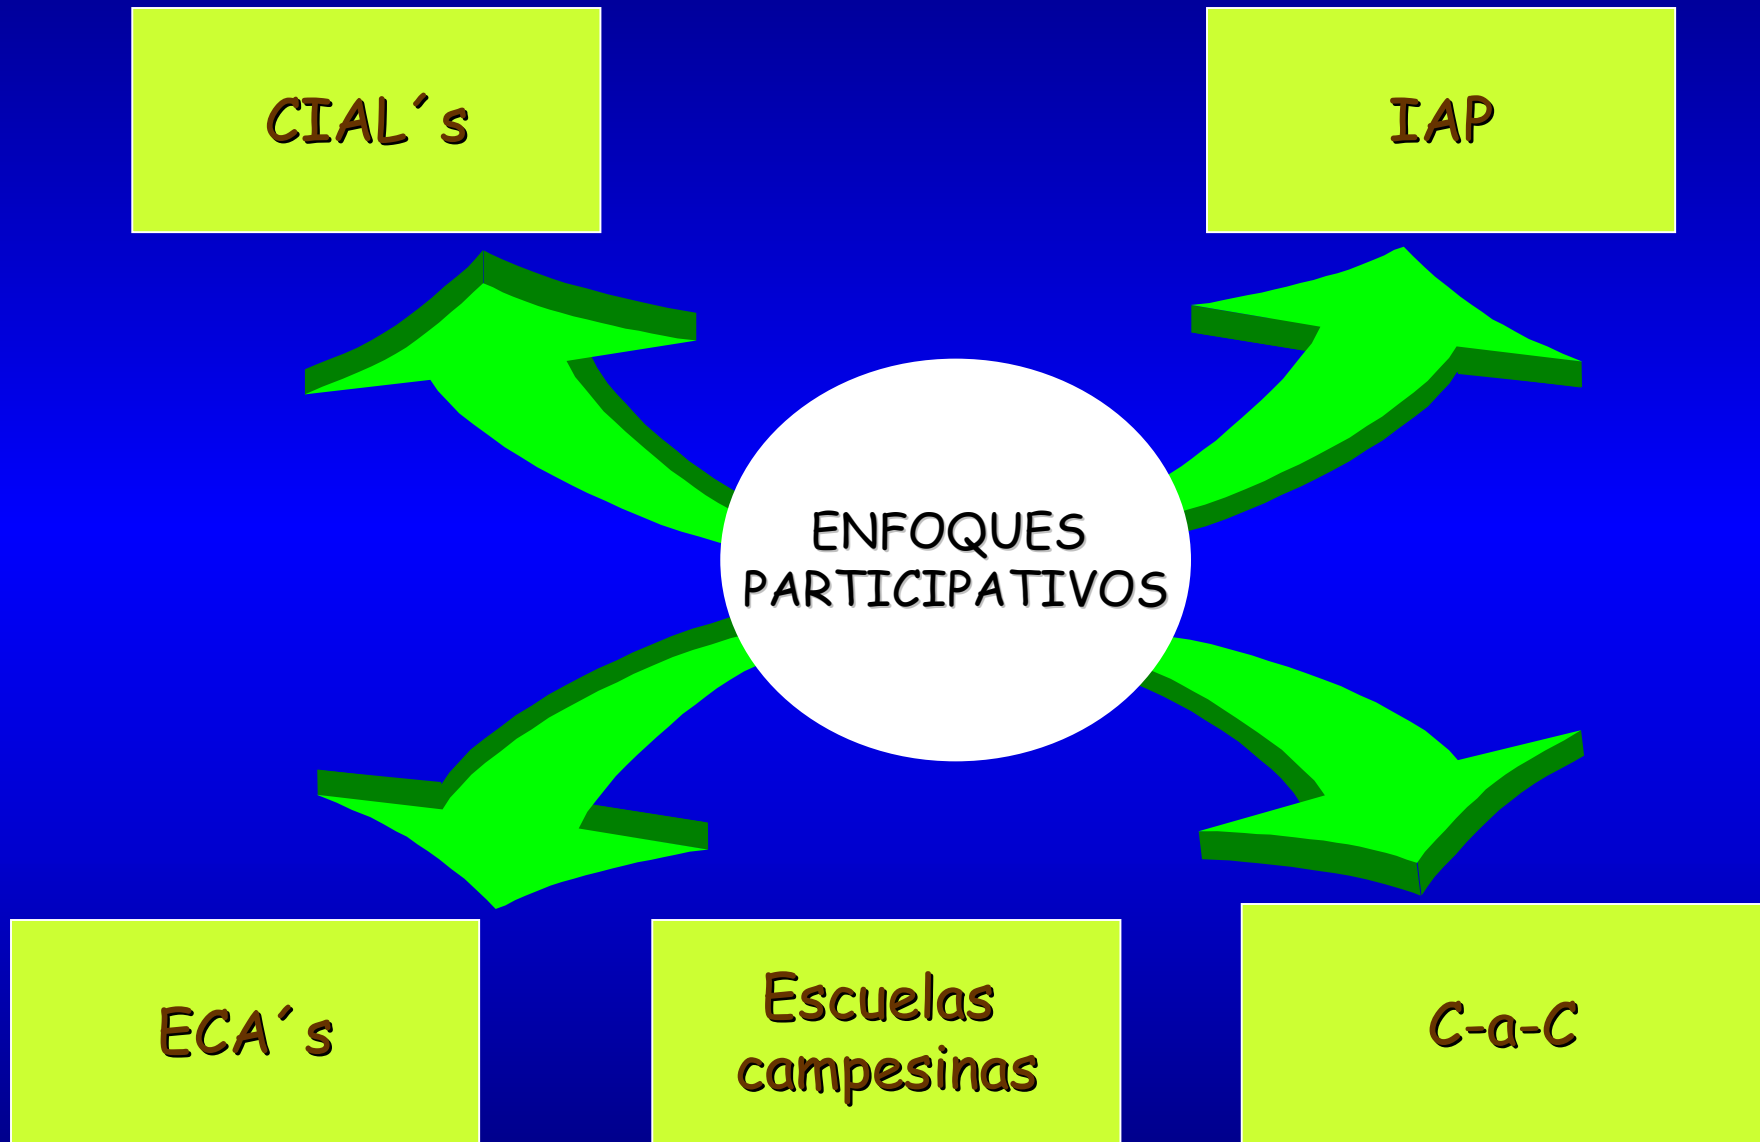 CIAL´s
IAP
ENFOQUES
PARTICIPATIVOS
ECA´s
Escuelas
campesinas
C-a-C